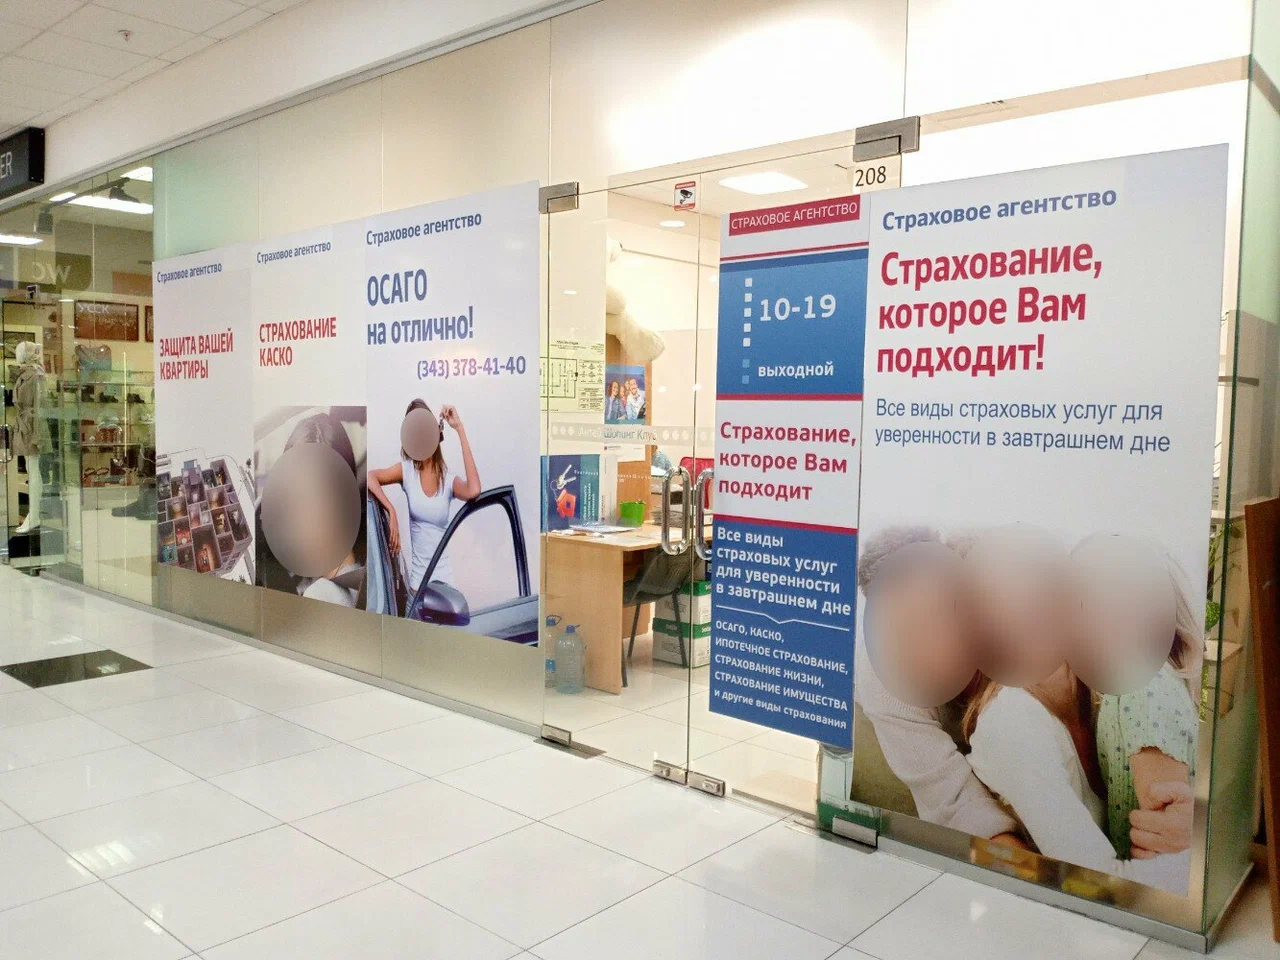 ER
WC
Страховое агентство
ЗАЩИТА ВАШЕЙ
КВАРТИРЫ
Страховое агентство
СТРАХОВАНИЕ
КАСКО
Страховое агентство
ОСАГО
на отлично!
(343) 378-41-40
208
СТРАХОВОЕ АГЕНТСТВО
10-19
выходной
Страхование,
которое Вам
подходит
Все виды
страховых услуг
для уверенности
в завтрашнем дне
ОСАГО, КАСКО,
ИПОТЕЧНОЕ СТРАХОВАНИЕ,
СТРАХОВАНИЕ ЖИЗНИ,
СТРАХОВАНИЕ ИМУЩЕСТВА
и другие виды страхования
Страховое агентство
Страхование,
которое Вам
подходит!
Все виды страховых услуг для
уверенности в завтрашнем дне